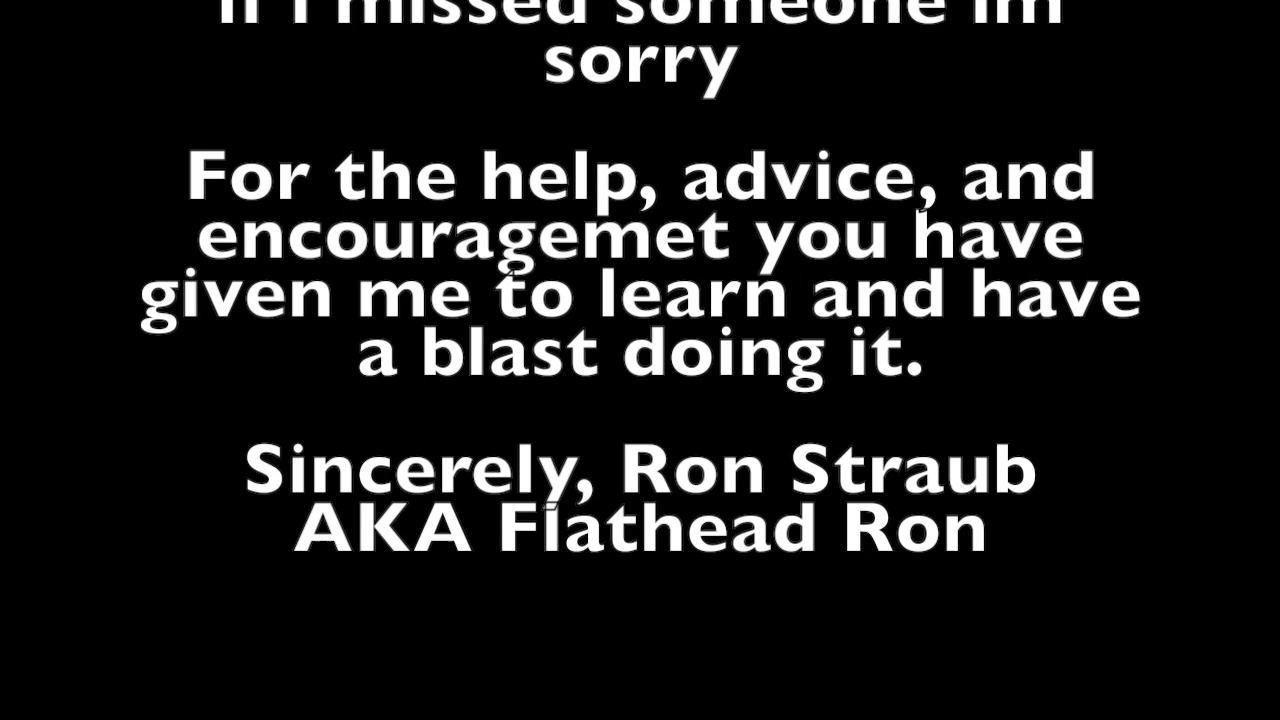 If I missed someone im
sorry
For the help, advice, and
encouragemet you have
given me to learn and have
a blast doing it.
Sincerely, Ron Straub
AKA Flathead Ron